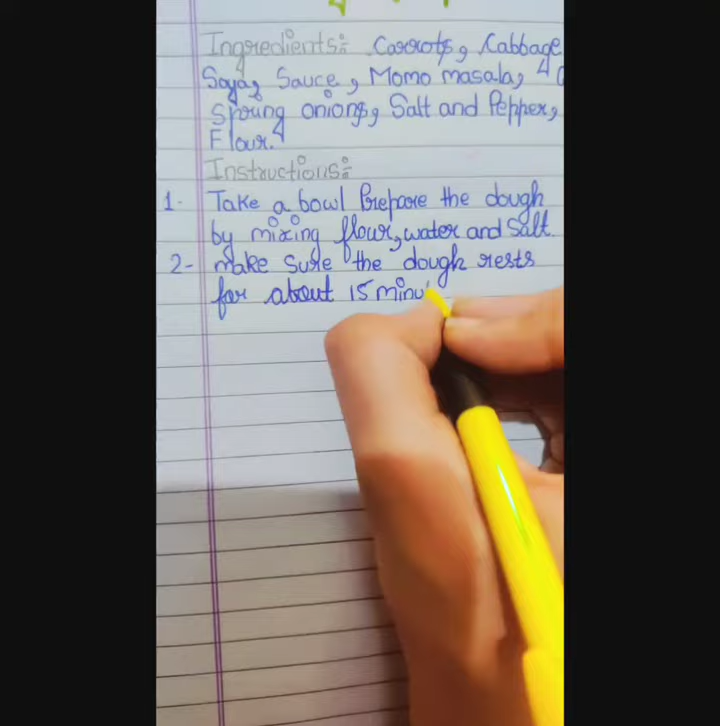 Ingredients:- Carrots, Cabbage
Soya, Sauce, Momo masala,
Spring onions, Salt and Pepper,
Flour.
Instructions:-
1- Take a bowl Prepare the dough
by mixing flour, water and Salt.
2- make sure the dough rests
for about 15 minu